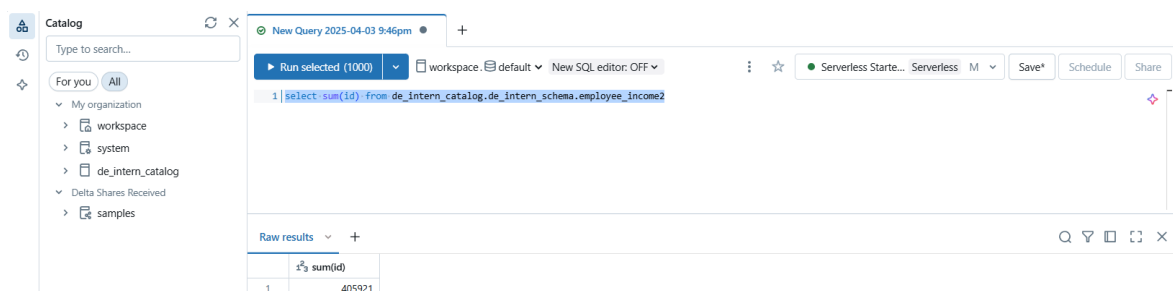 Catalog
Type to search...
For you All
My organization
workspace
system
de_intern_catalog
Delta Shares Received
samples
New Query 2025-04-03 9:46pm
Run selected (1000) workspace. default New SQL editor: OFF Serverless Starte... Serverless M Save* Schedule Share
1 select sum(id) from de_intern_catalog.de_intern_schema.employee_income2
Raw results
1²3 sum(id)
1 405921